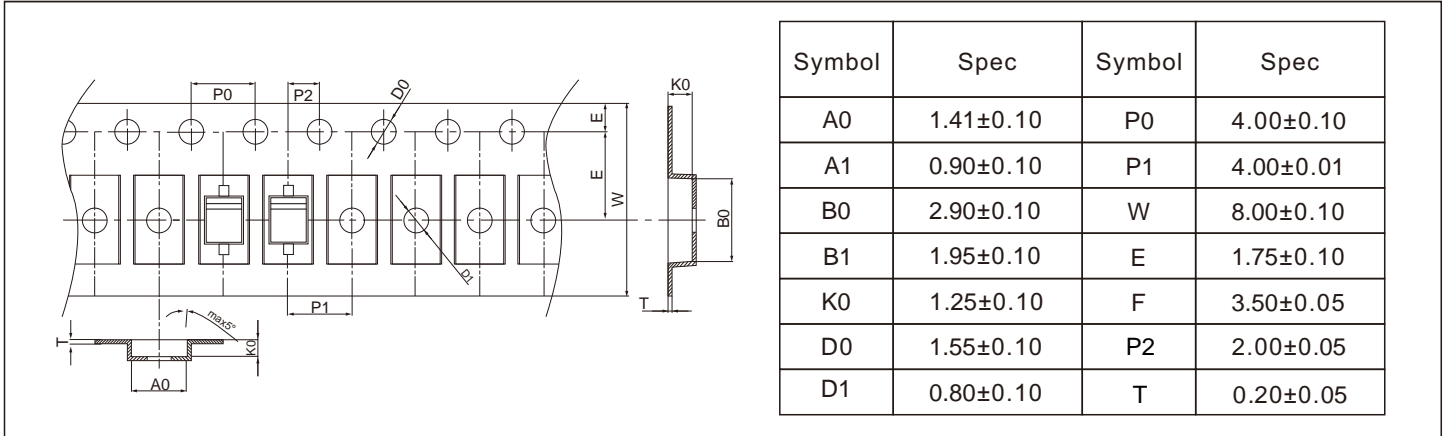 P0
P2
D0
E
E
W
D1
P1
max5°
T
K0
A0
K0
B0
T
Symbol Spec Symbol Spec
A0 1.41±0.10 P0 4.00±0.10
A1 0.90±0.10 P1 4.00±0.01
B0 2.90±0.10 W 8.00±0.10
B1 1.95±0.10 E 1.75±0.10
K0 1.25±0.10 F 3.50±0.05
D0 1.55±0.10 P2 2.00±0.05
D1 0.80±0.10 T 0.20±0.05